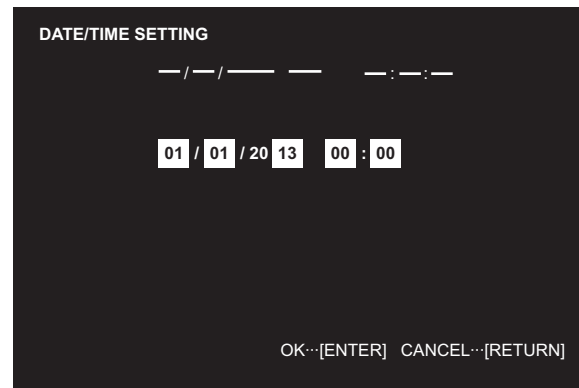 DATE/TIME SETTING
—/—/—— —— —:—:—
01 / 01 / 20 13 00 : 00
OK···[ENTER] CANCEL···[RETURN]